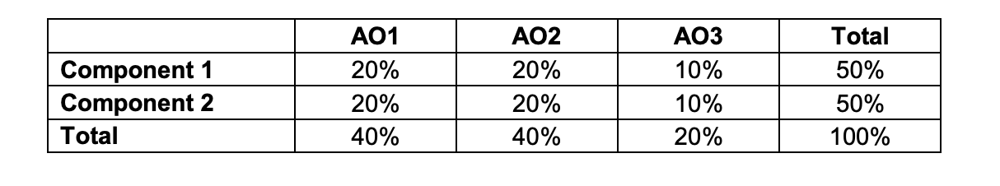 AO1 AO2 AO3 Total
Component 1 20% 20% 10% 50%
Component 2 20% 20% 10% 50%
Total 40% 40% 20% 100%